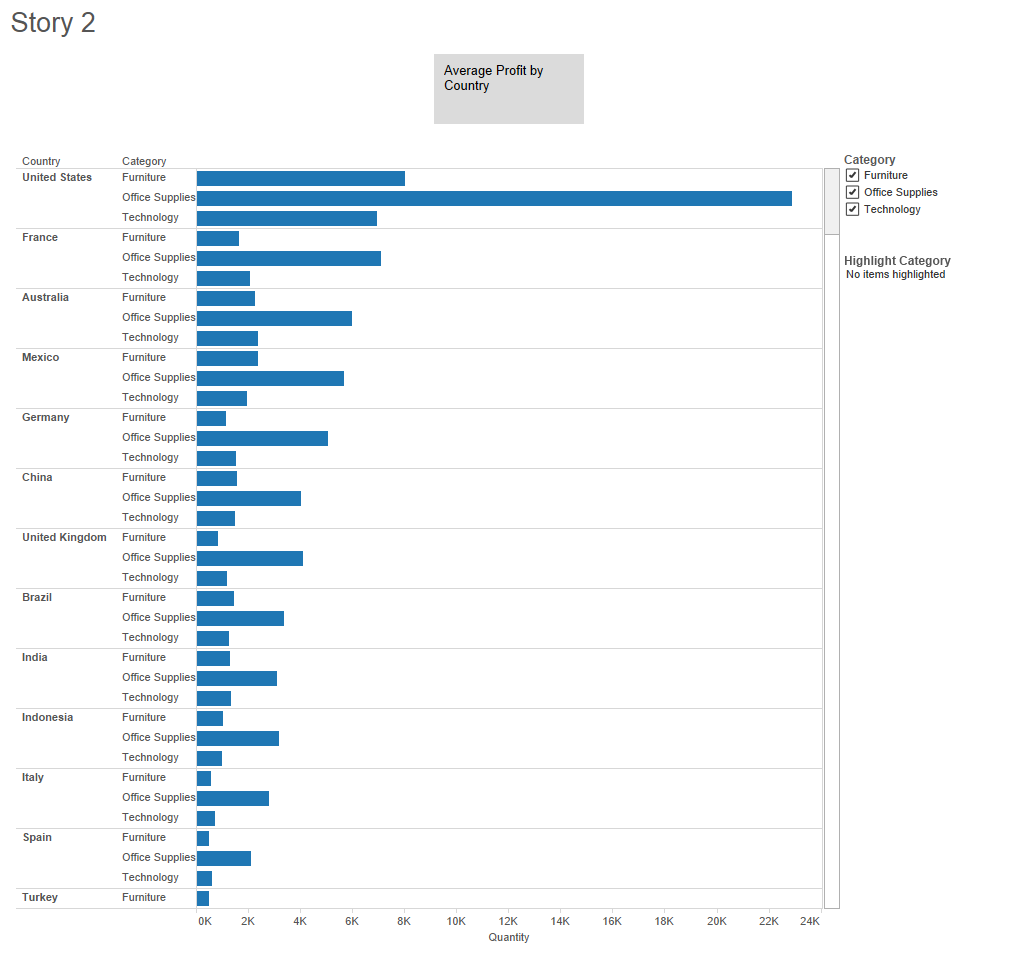 Story 2
Average Profit by
Country
Country Category
United States Furniture
Office Supplies
Technology
France Furniture
Office Supplies
Technology
Australia Furniture
Office Supplies
Technology
Mexico Furniture
Office Supplies
Technology
Germany Furniture
Office Supplies
Technology
China Furniture
Office Supplies
Technology
United Kingdom Furniture
Office Supplies
Technology
Brazil Furniture
Office Supplies
Technology
India Furniture
Office Supplies
Technology
Indonesia Furniture
Office Supplies
Technology
Italy Furniture
Office Supplies
Technology
Spain Furniture
Office Supplies
Technology
Turkey Furniture
0K 2K 4K 6K 8K 10K 12K 14K 16K 18K 20K 22K 24K
Quantity
Category
Furniture
Office Supplies
Technology
Highlight Category
No items highlighted